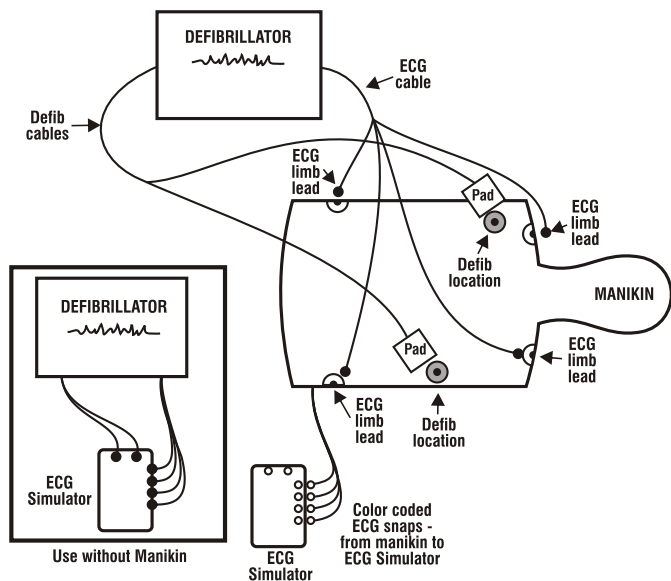 DEFIBRILLATOR
ECG
cable
Defib
cables
ECG
limb
lead
Pad
ECG
limb
lead
Defib
location
MANIKIN
DEFIBRILLATOR
Pad
ECG
limb
lead
ECG
limb
lead
Defib
location
ECG
Simulator
Color coded
ECG snaps -
from manikin to
ECG Simulator
Use without Manikin
ECG
Simulator